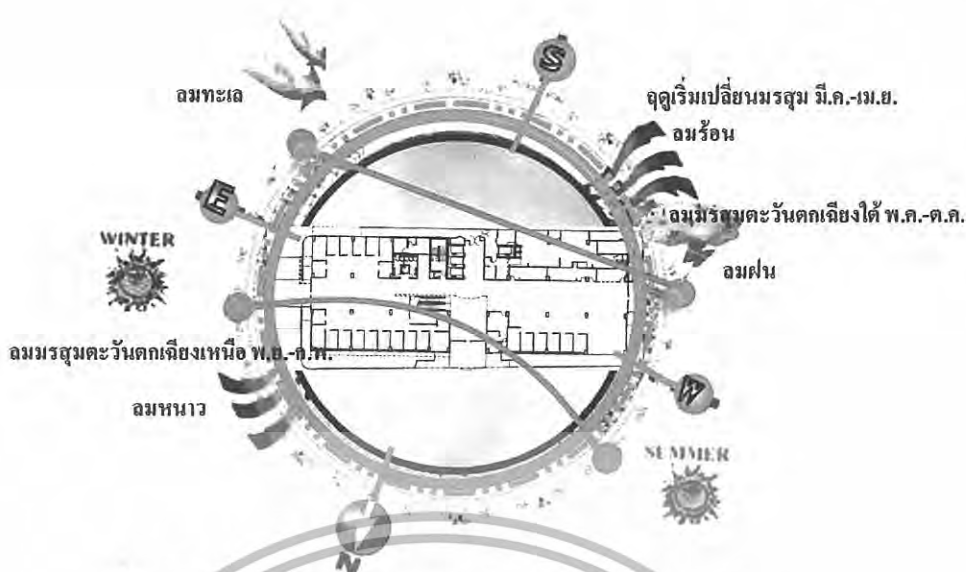 S
ลมทะเล
ฤดูเริ่มเปลี่ยนมรสุม มี.ค.-เม.ย.
ลมร้อน
E
ลมมรสุมตะวันตกเฉียงใต้ พ.ค.-ต.ค.
WINTER
ลมฝน
ลมมรสุมตะวันตกเฉียงเหนือ พ.ย.-ก.พ.
W
ลมหนาว
SUMMER
N